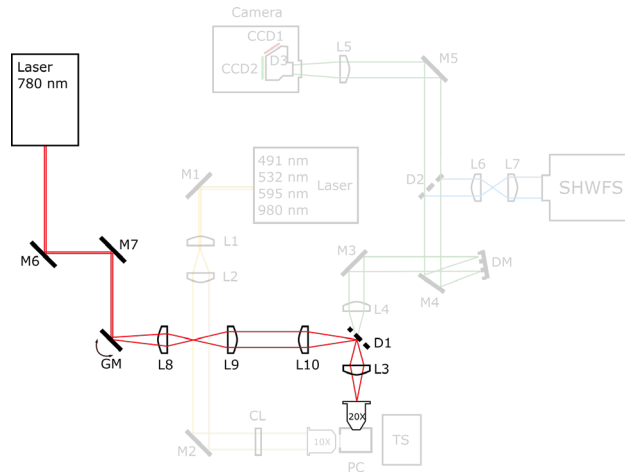 Camera
CCD1
L5
M5
D3
CCD2
Laser
780 nm
M1
491 nm
532 nm
595 nm
980 nm
Laser
L6
L7
D2
SHWFS
L1
M6
M7
M3
L2
DM
M4
L4
GM
L8
L9
L10
D1
L3
20X
CL
M2
10X
TS
PC